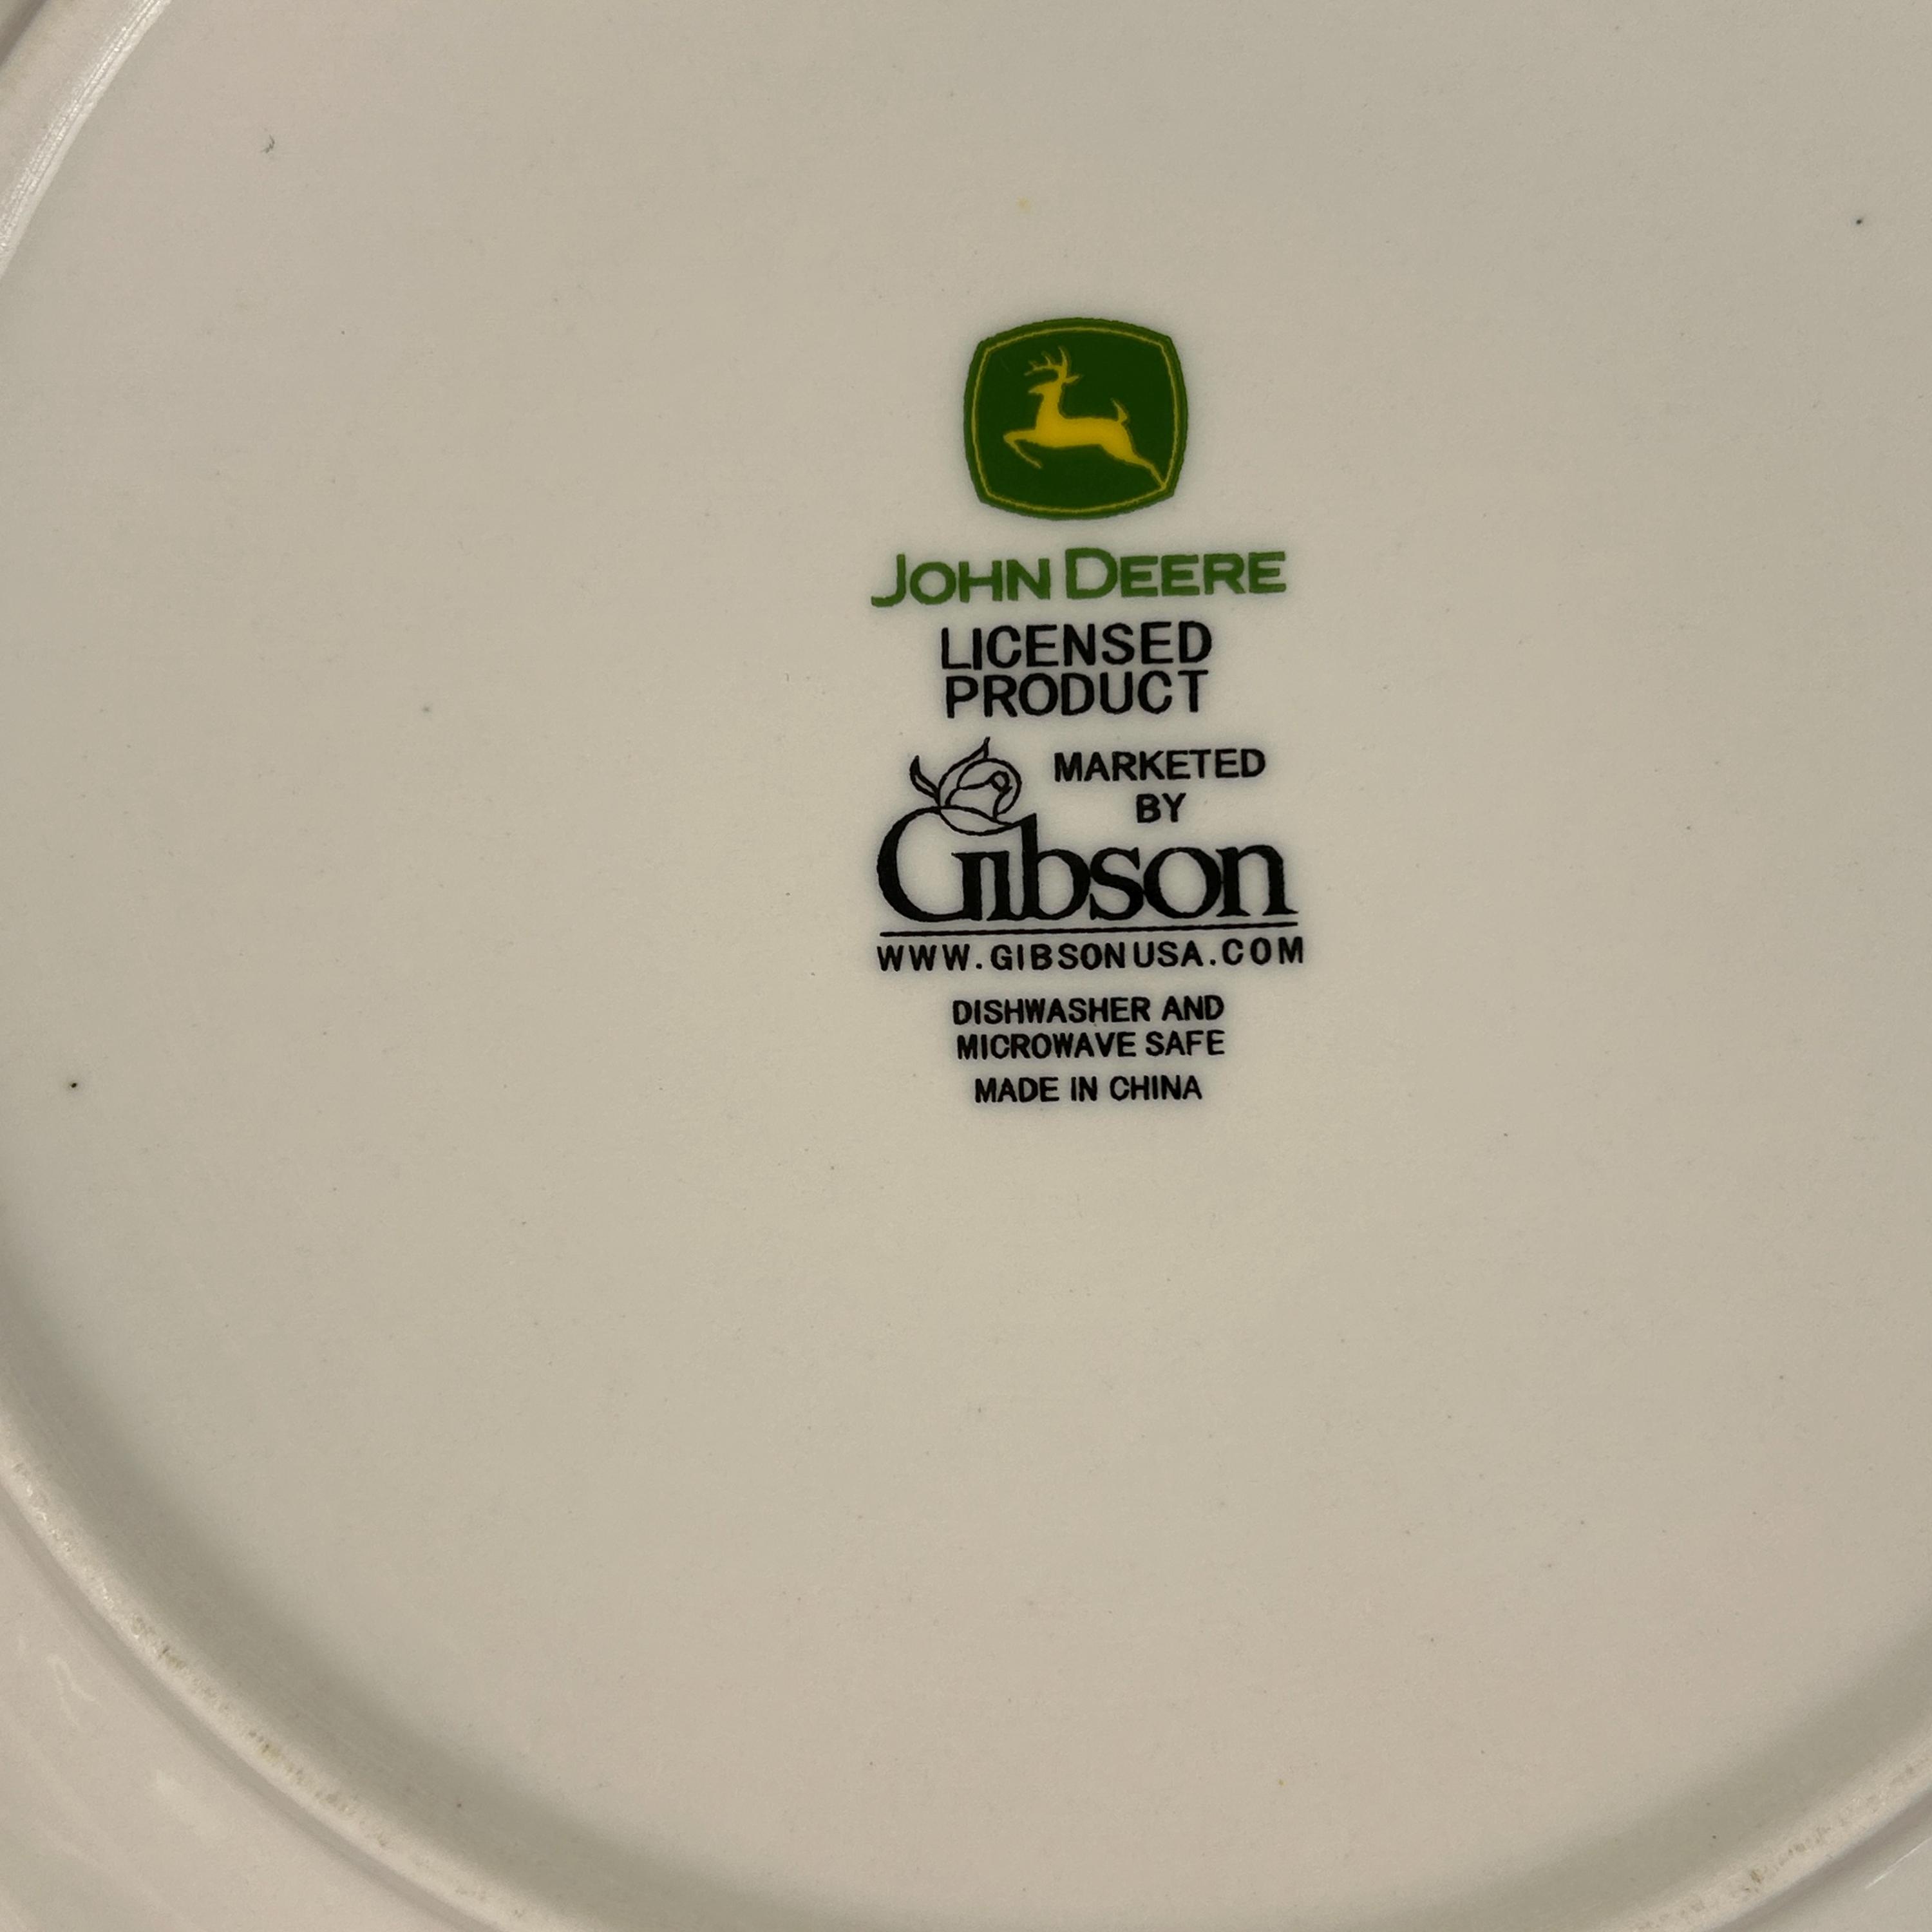 JOHN DEERE
LICENSED
PRODUCT
MARKETED
BY
Gibson
WWW.GIBSONUSA.COM
DISHWASHER AND
MICROWAVE SAFE
MADE IN CHINA